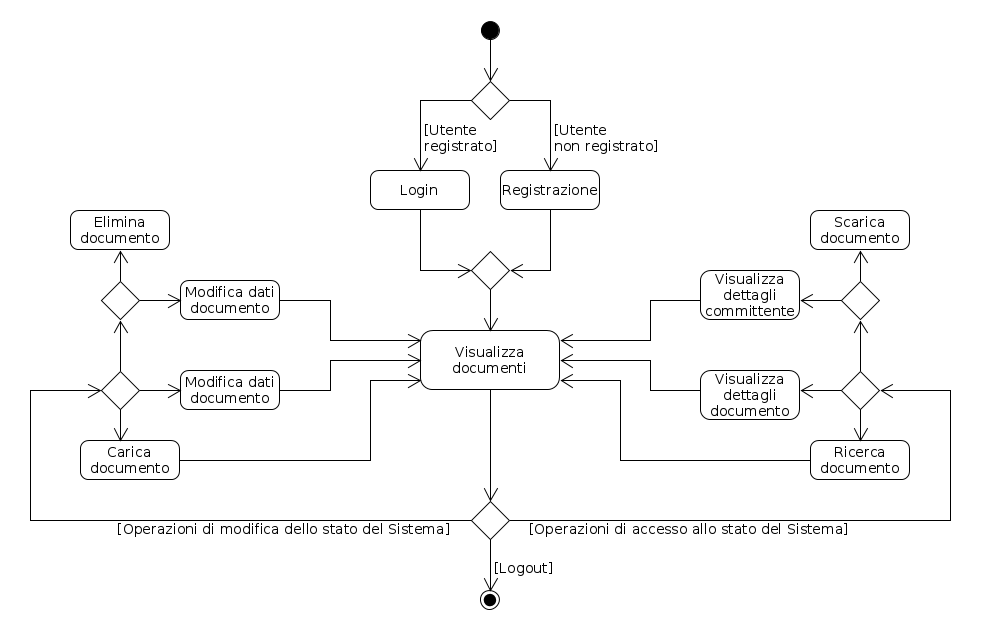 [Utente
registrato]
[Utente
non registrato]
Login
Registrazione
Elimina
documento
Scarica
documento
Modifica dati
documento
Visualizza
dettagli
committente
Visualizza
documenti
Modifica dati
documento
Visualizza
dettagli
documento
Carica
documento
Ricerca
documento
[Operazioni di modifica dello stato del Sistema]
[Operazioni di accesso allo stato del Sistema]
[Logout]